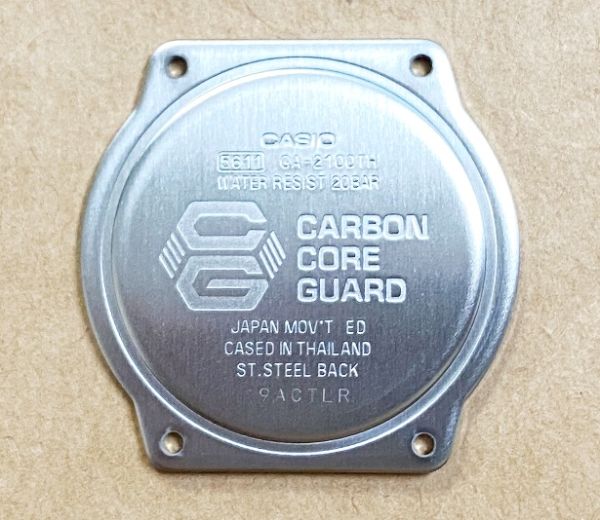 CASIO
5611 GA-2100TH
WATER RESIST 20BAR
CG
CARBON
CORE
GUARD
JAPAN MOV'T ED
CASED IN THAILAND
ST.STEEL BACK
9ACTLR